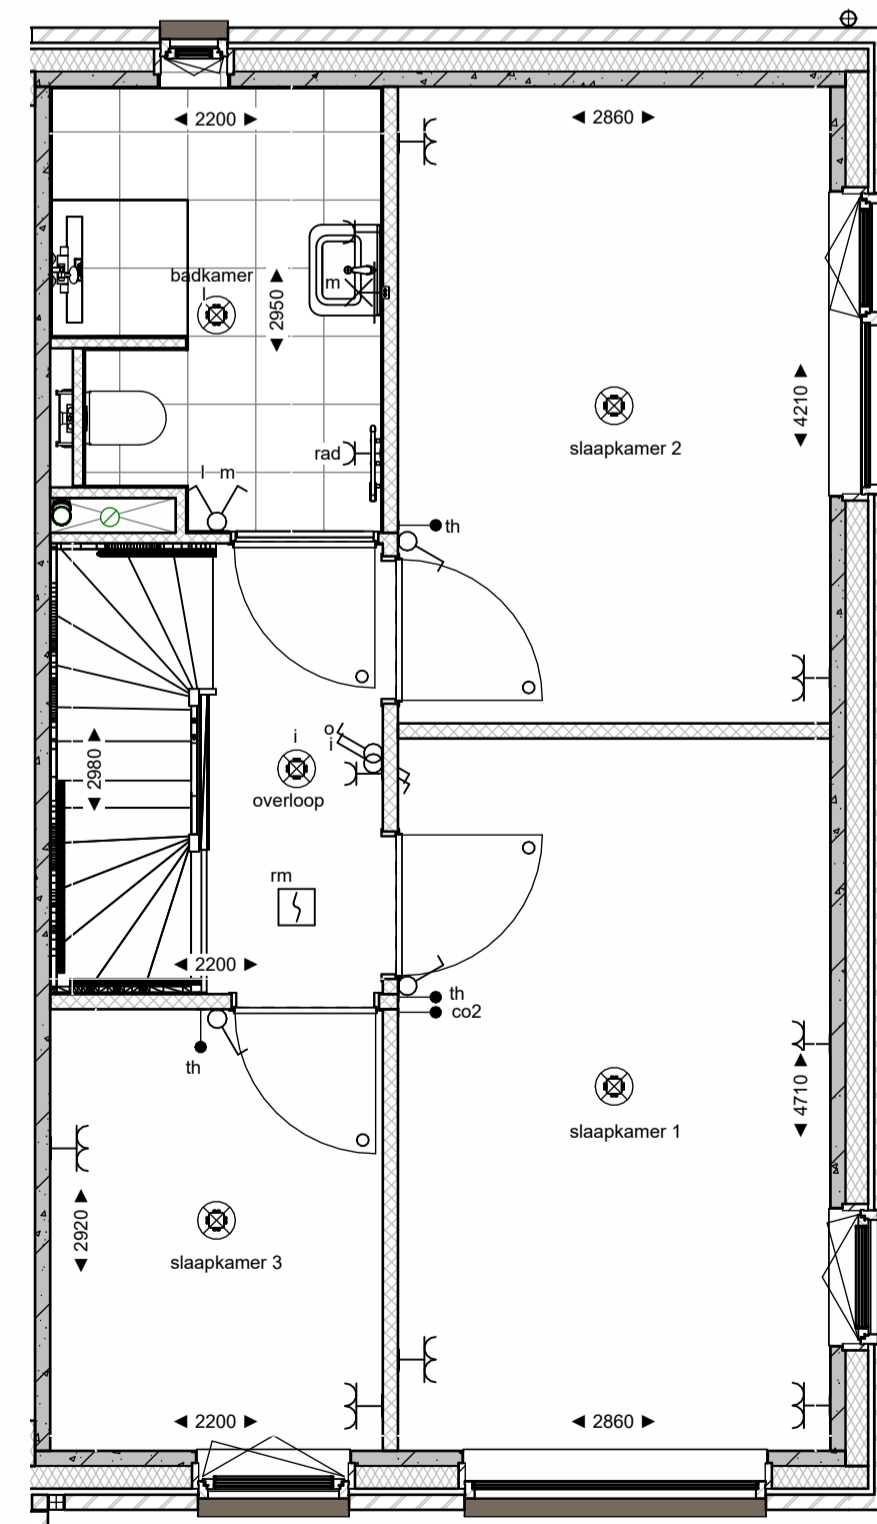 ◄ 2200 ►
◄ 2860 ►
badkamer
l
m
◄ 2950 ►
◄ 4210 ►
slaapkamer 2
rad
l m
th
◄ 2980 ►
i
o
i
overloop
rm
◄ 2200 ►
th
co2
th
◄ 4710 ►
slaapkamer 1
◄ 2920 ►
slaapkamer 3
◄ 2200 ►
◄ 2860 ►